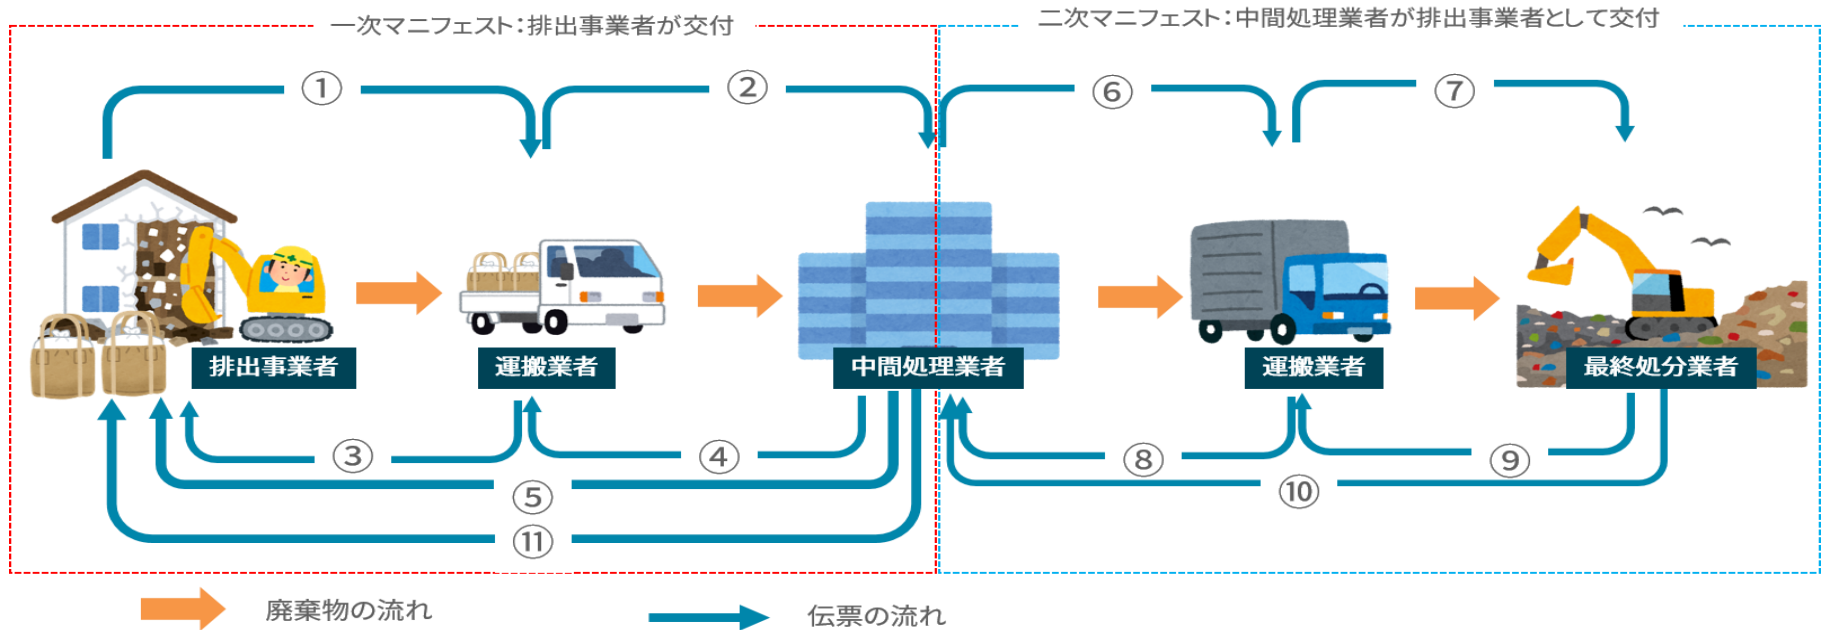 一次マニフェスト：排出事業者が交付
二次マニフェスト：中間処理業者が排出事業者として交付
①
②
⑥
⑦
排出事業者
運搬業者
中間処理業者
運搬業者
最終処分業者
③
④
⑧
⑨
⑤
⑩
⑪
廃棄物の流れ
伝票の流れ